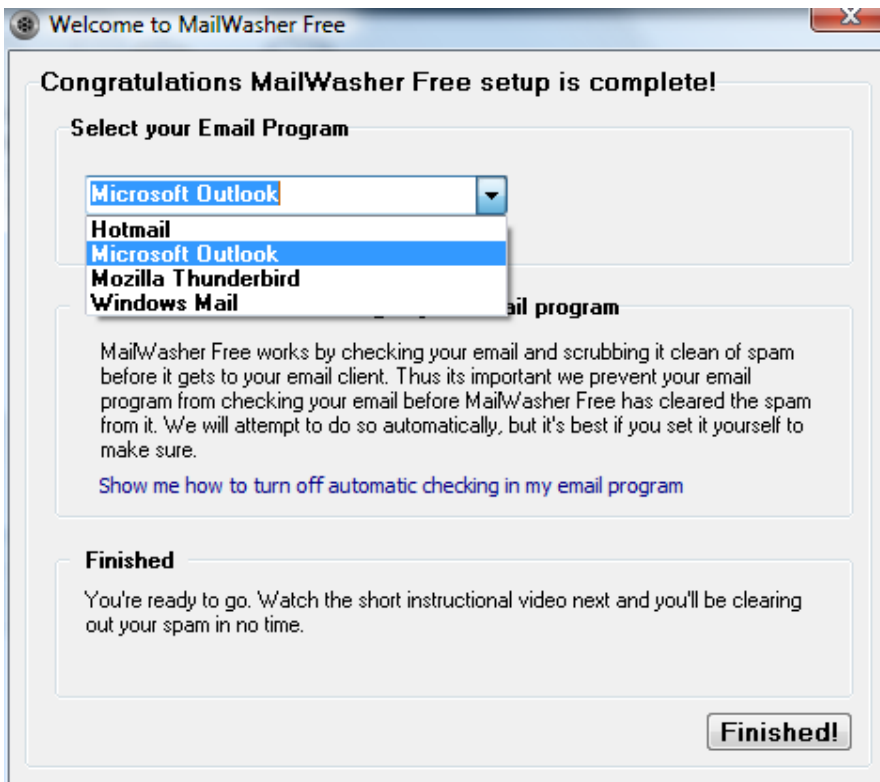 Welcome to MailWasher Free
Congratulations MailWasher Free setup is complete!
Select your Email Program
Microsoft Outlook
Hotmail
Microsoft Outlook
Mozilla Thunderbird
Windows Mail
program
MailWasher Free works by checking your email and scrubbing it clean of spam
before it gets to your email client. Thus its important we prevent your email
program from checking your email before MailWasher Free has cleared the spam
from it. We will attempt to do so automatically, but it's best if you set it yourself to
make sure.
Show me how to turn off automatic checking in my email program
Finished
You're ready to go. Watch the short instructional video next and you'll be clearing
out your spam in no time.
Finished!